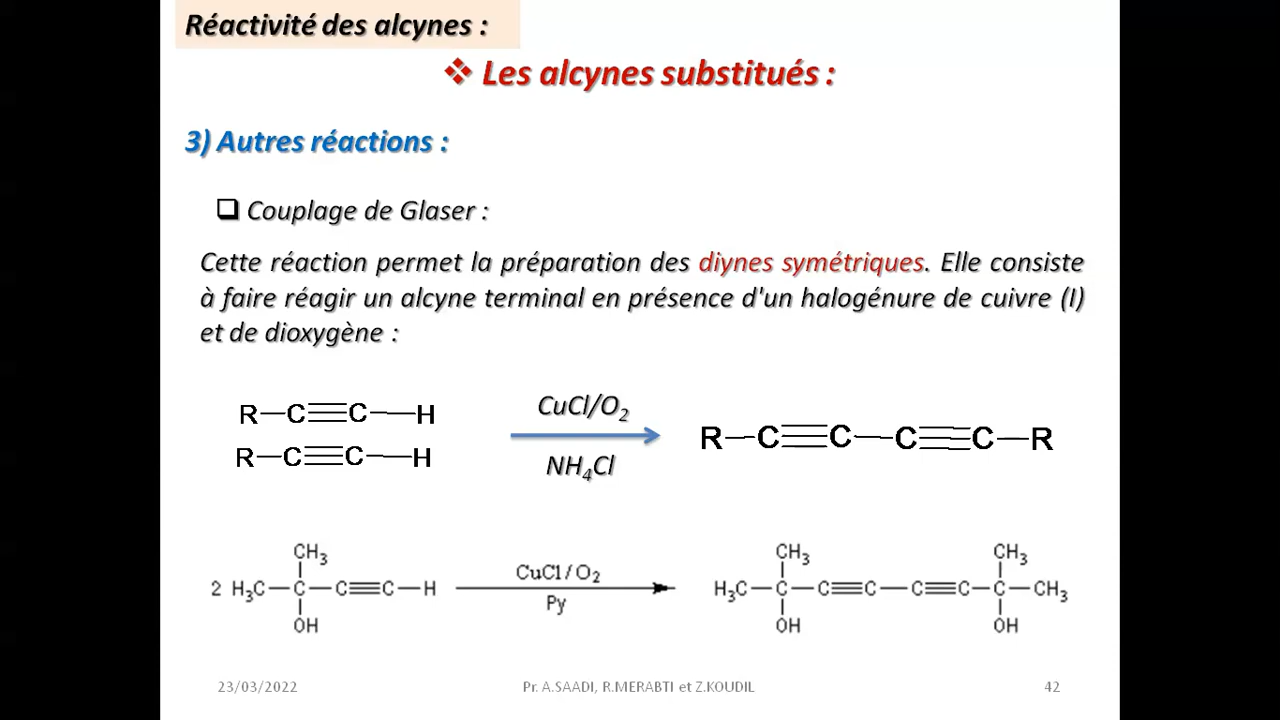 Réactivité des alcynes :
❖ Les alcynes substitués :
3) Autres réactions :
❑ Couplage de Glaser :
Cette réaction permet la préparation des diynes symétriques. Elle consiste
à faire réagir un alcyne terminal en présence d'un halogénure de cuivre (I)
et de dioxygène :
R—C≡C—H
R—C≡C—H
CuCl/O₂
NH₄Cl
R—C≡C—C≡C—R
CH₃
2 H₃C—C—C≡C—H
OH
CuCl/O₂
Py
CH₃ CH₃
H₃C—C—C≡C—C≡C—C—CH₃
OH OH
23/03/2022 Pr. A.SAADI, R.MERABTI et Z.KOUDIL 42